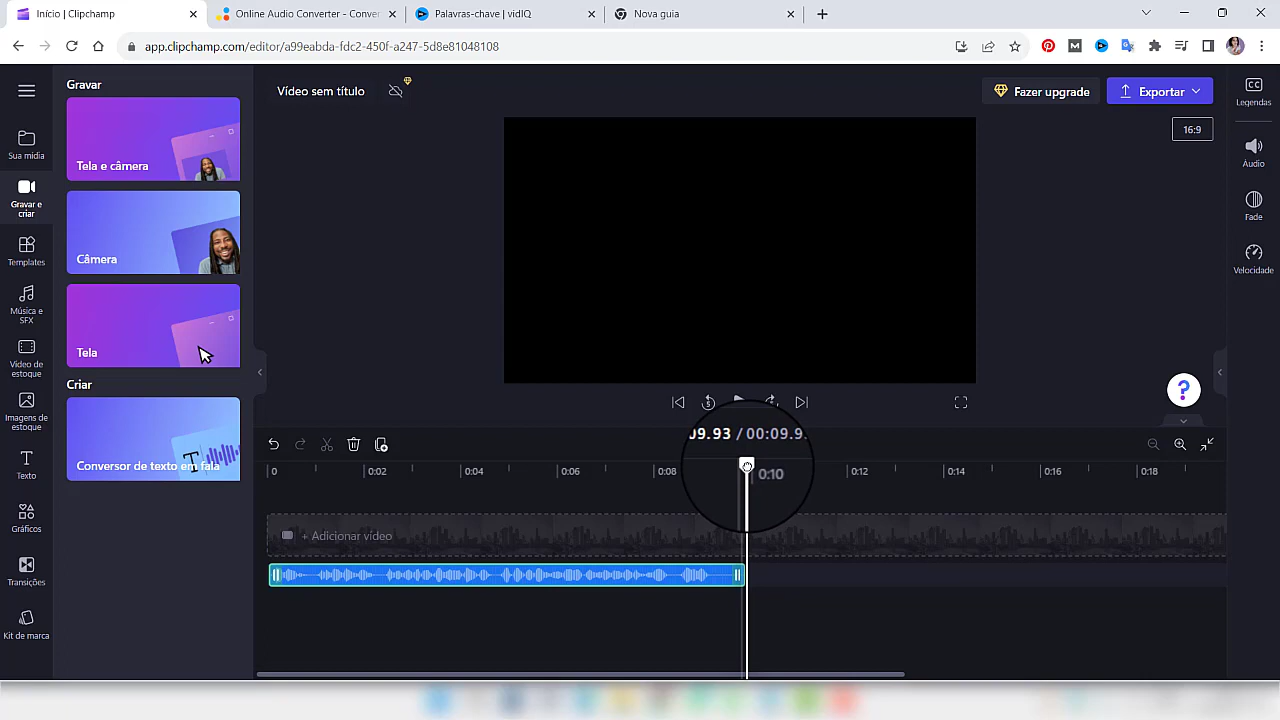 Início | Clipchamp
Online Audio Converter - Conver
Palavras-chave | vidIQ
Nova guia
app.clipchamp.com/editor/a99eabda-fdc2-450f-a247-5d8e81048108
Gravar
Tela e câmera
Câmera
Tela
Criar
Conversor de texto em fala
Sua mídia
Gravar e
criar
Templates
Música e
SFX
Vídeo de
estoque
Imagens de
estoque
Texto
Gráficos
Transições
Kit de marca
Vídeo sem título
Fazer upgrade
Exportar
16:9
CC
Legendas
Áudio
Fade
Velocidade
5
?
09.93 / 00:09.9
0
0:02
0:04
0:06
0:08
0:10
0:12
0:14
0:16
0:18
+ Adicionar vídeo
T